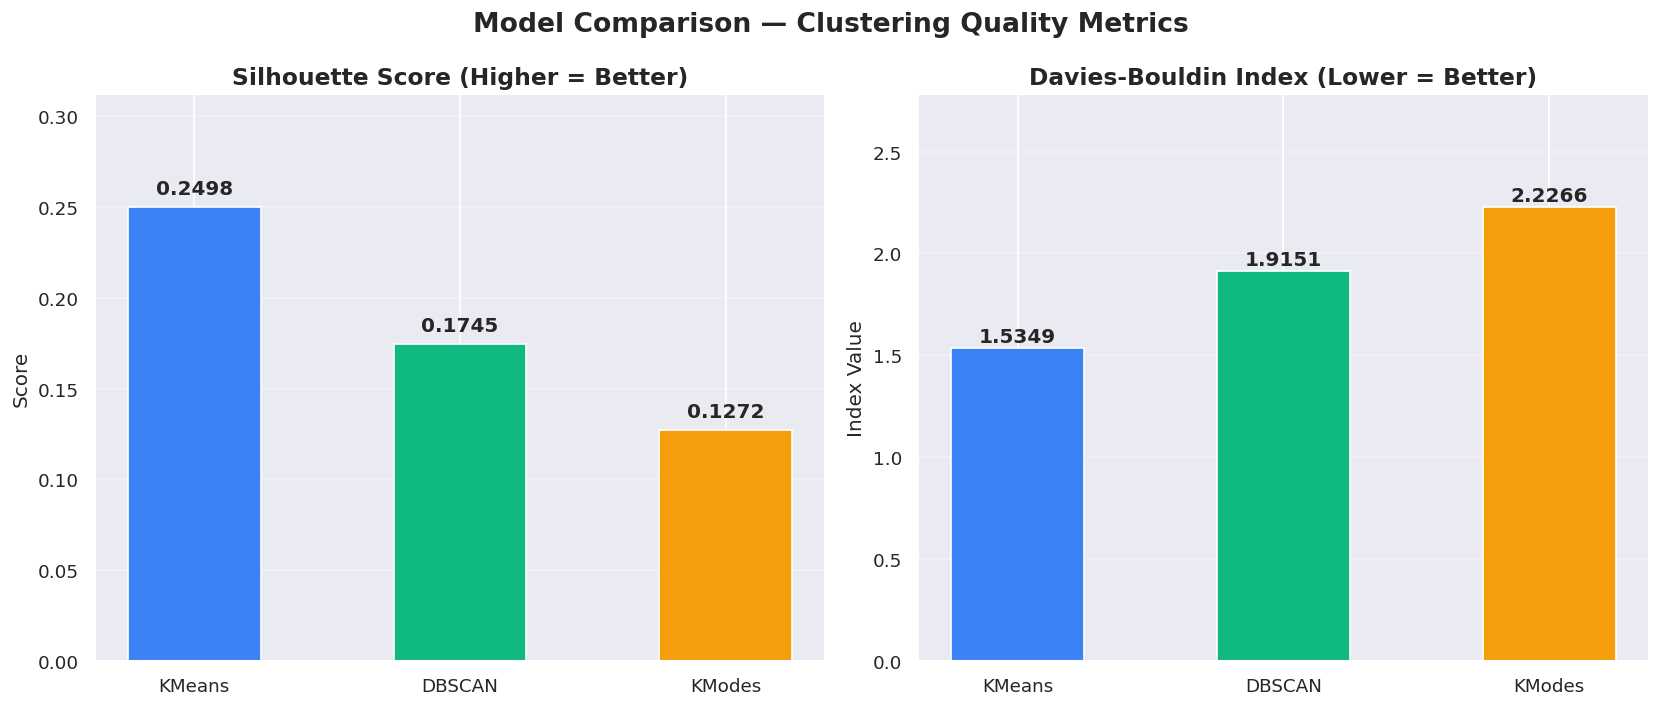 Model Comparison — Clustering Quality Metrics
Silhouette Score (Higher = Better)
0.30
0.25
0.20
0.15
0.10
0.05
0.00
Score
0.2498
0.1745
0.1272
KMeans
DBSCAN
KModes
Davies-Bouldin Index (Lower = Better)
2.5
2.0
1.5
1.0
0.5
0.0
Index Value
1.5349
1.9151
2.2266
KMeans
DBSCAN
KModes